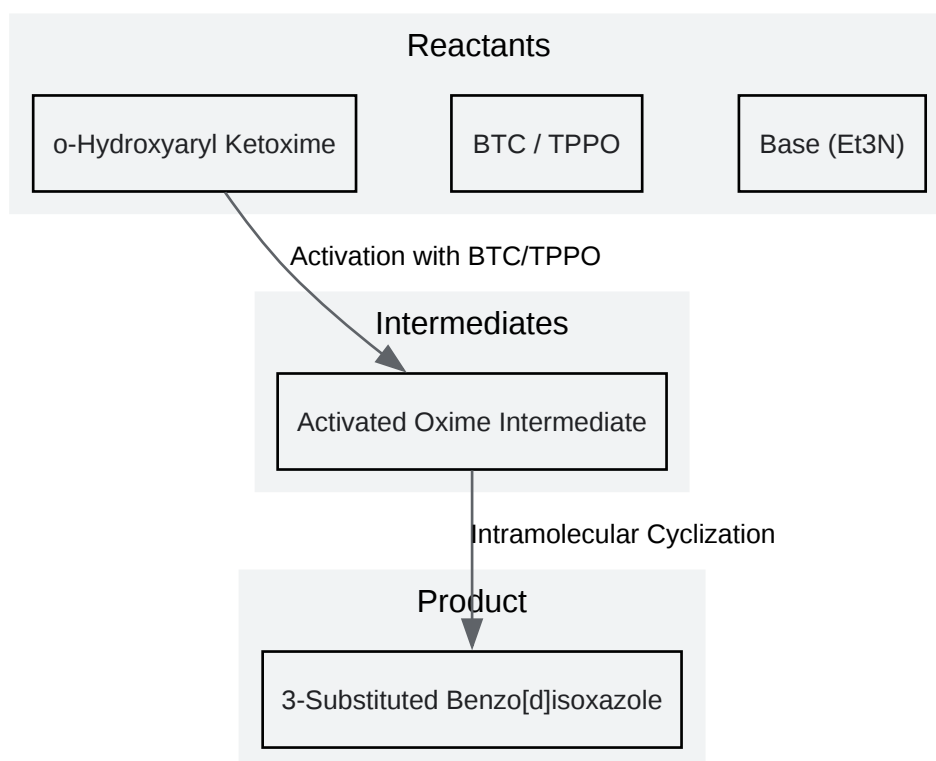 Reactants
o-Hydroxyaryl Ketoxime
BTC / TPPO
Base (Et3N)
Activation with BTC/TPPO
Intermediates
Activated Oxime Intermediate
Intramolecular Cyclization
Product
3-Substituted Benzo[d]isoxazole